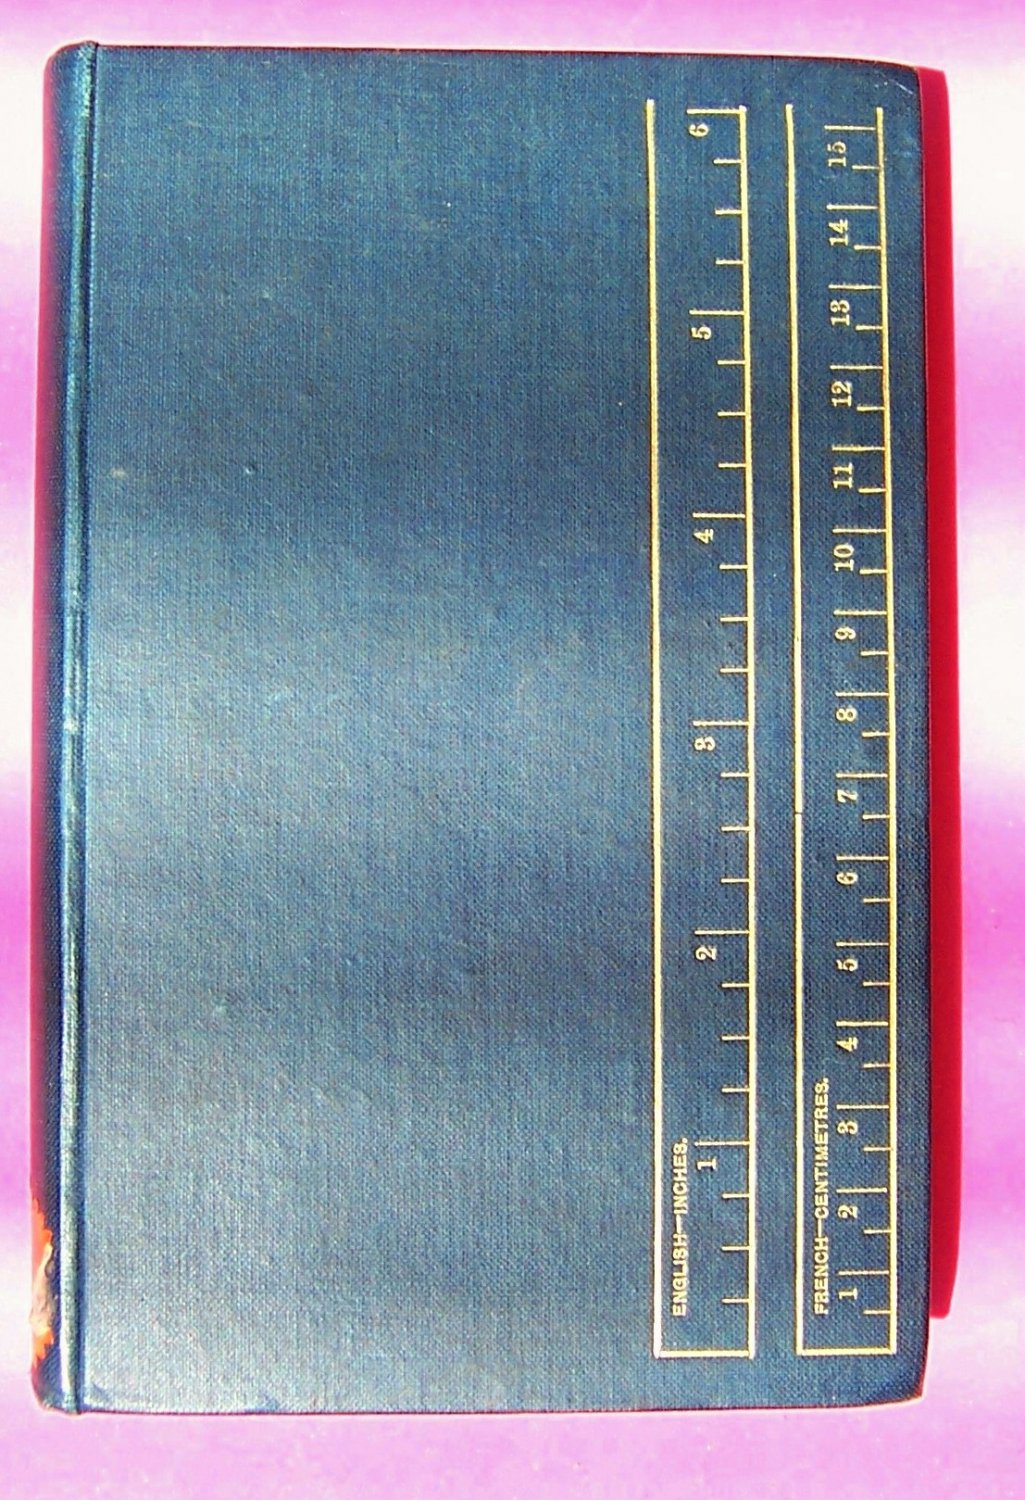 ENGLISH—INCHES.
1 2 3 4 5 6
FRENCH—CENTIMETRES.
1 2 3 4 5 6 7 8 9 10 11 12 13 14 15